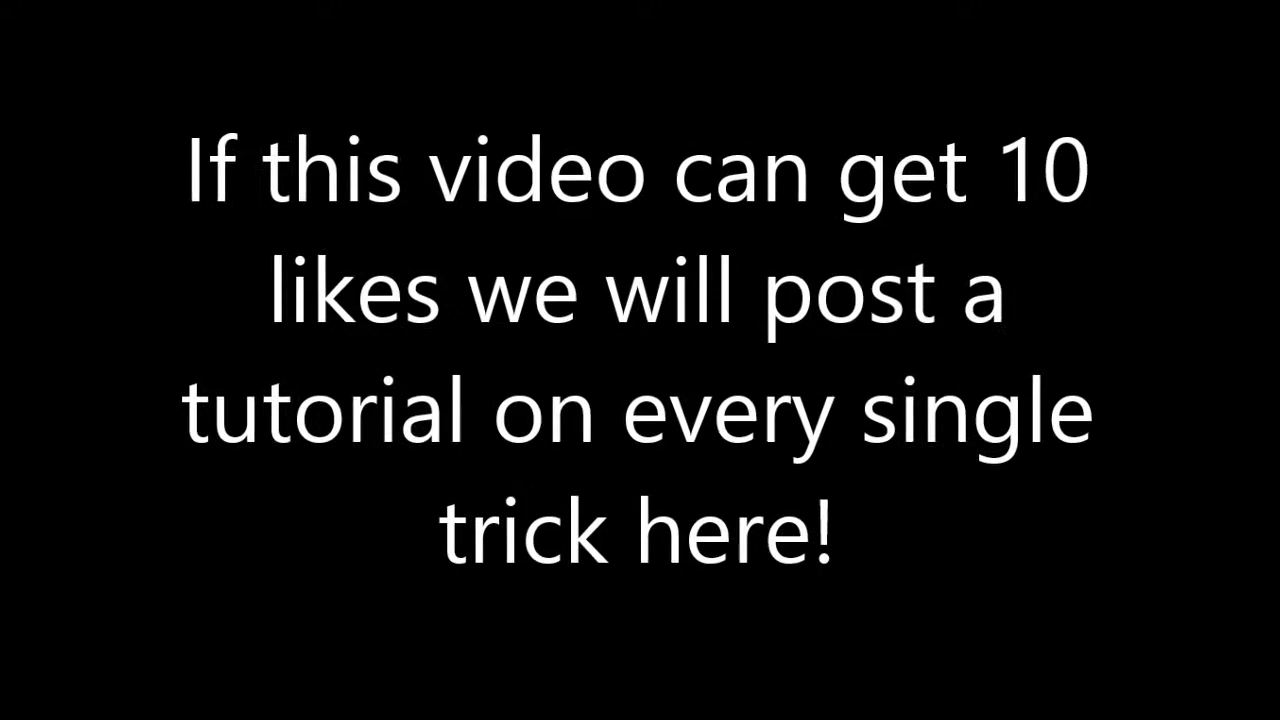 If this video can get 10
likes we will post a
tutorial on every single
trick here!